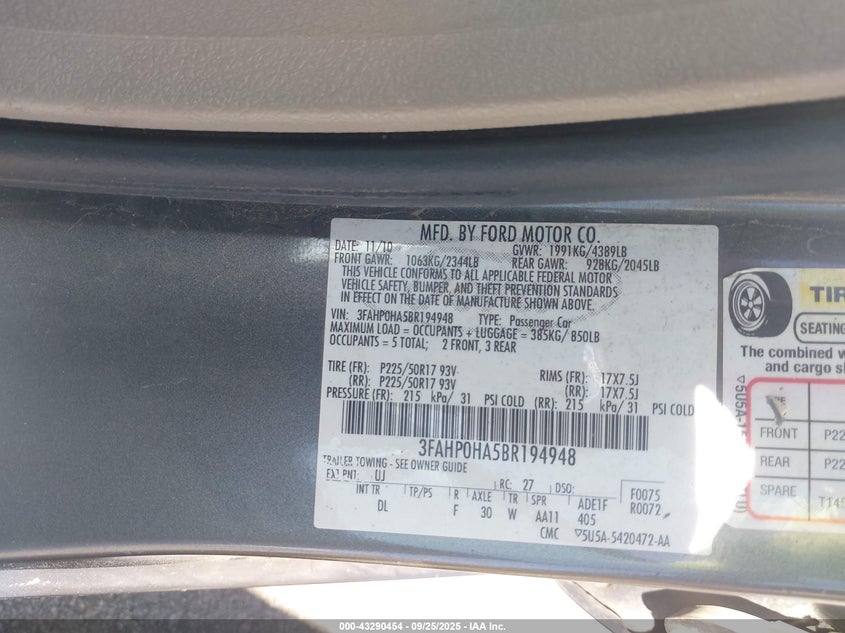 MFD. BY FORD MOTOR CO.
DATE: 11/10 GVWR: 1991KG/4389LB
FRONT GAWR: 1063KG/2344LB REAR GAWR: 928KG/2045LB
THIS VEHICLE CONFORMS TO ALL APPLICABLE FEDERAL MOTOR
VEHICLE SAFETY, BUMPER, AND THEFT PREVENTION STANDARDS
IN EFFECT ON THE DATE OF MANUFACTURE SHOWN ABOVE.
VIN: 3FAHP0HA5BR194948 TYPE: Passenger Car
MAXIMUM LOAD = OCCUPANTS + LUGGAGE = 385KG/ 850LB
OCCUPANTS = 5 TOTAL; 2 FRONT, 3 REAR
TIRE (FR): P225/50R17 93V RIMS (FR): 17X7.5J
(RR): P225/50R17 93V (RR): 17X7.5J
PRESSURE (FR): 215 kPa/ 31 PSI COLD (RR): 215 kPa/ 31 PSI COLD
3FAHP0HA5BR194948
TRAILER TOWING - SEE OWNER GUIDE
EXT PNT: UJ RC: 27 DSO: F0075
INT TR TP/PS R AXLE TR SPR ADE1F R0072
DL F 30 W AA11 405
CMC ▽5U5A-5420472-AA
TIR
SEATING
The combined w
and cargo sh
▽5U5A-1
FRONT P22
REAR P22
SPARE T145
000-43290454 - 09/25/2025 - IAA Inc.